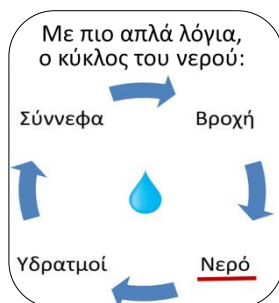 Με πιο απλά λόγια,
ο κύκλος του νερού:
Σύννεφα
Βροχή
Υδρατμοί
Νερό